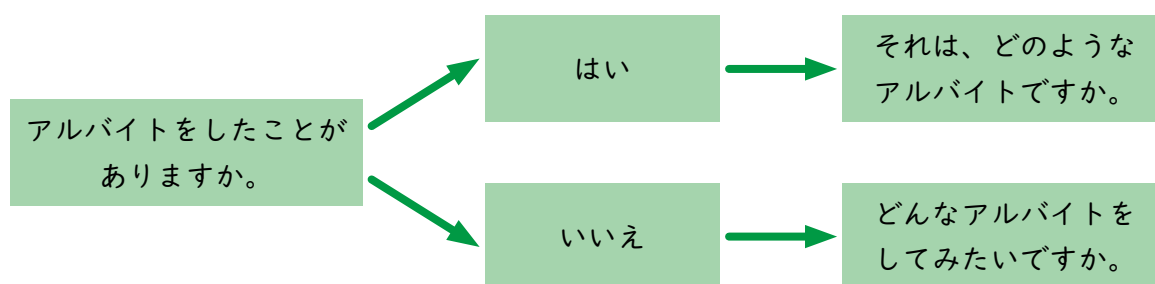 アルバイトをしたことが
ありますか。
はい
それは、どのような
アルバイトですか。
いいえ
どんなアルバイトを
してみたいですか。